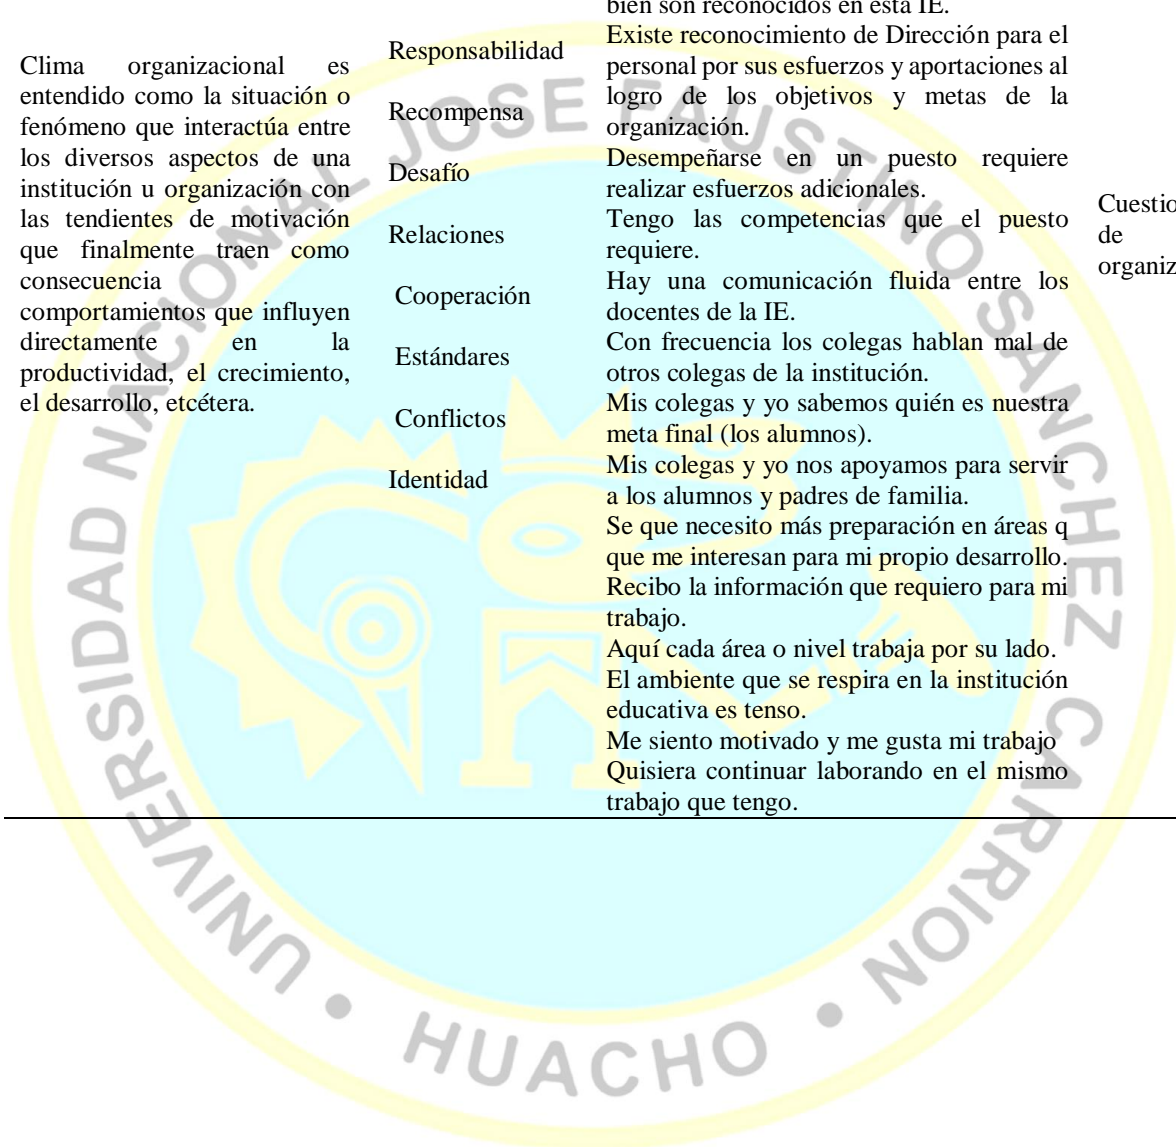 bien son reconocidos en esta IE.
Clima organizacional es
entendido como la situación o
fenómeno que interactúa entre
los diversos aspectos de una
institución u organización con
las tendientes de motivación
que finalmente traen como
consecuencia
comportamientos que influyen
directamente en la
productividad, el crecimiento,
el desarrollo, etcétera.
Responsabilidad
Recompensa
Desafío
Relaciones
Cooperación
Estándares
Conflictos
Identidad
Existe reconocimiento de Dirección para el
personal por sus esfuerzos y aportaciones al
logro de los objetivos y metas de la
organización.
Desempeñarse en un puesto requiere
realizar esfuerzos adicionales.
Tengo las competencias que el puesto
requiere.
Hay una comunicación fluida entre los
docentes de la IE.
Con frecuencia los colegas hablan mal de
otros colegas de la institución.
Mis colegas y yo sabemos quién es nuestra
meta final (los alumnos).
Mis colegas y yo nos apoyamos para servir
a los alumnos y padres de familia.
Se que necesito más preparación en áreas q
que me interesan para mi propio desarrollo.
Recibo la información que requiero para mi
trabajo.
Aquí cada área o nivel trabaja por su lado.
El ambiente que se respira en la institución
educativa es tenso.
Me siento motivado y me gusta mi trabajo
Quisiera continuar laborando en el mismo
trabajo que tengo.
Cuestio
de
organiz
UNIVERSIDAD NACIONAL JOSE FAUSTINO SANCHEZ CARRION
• HUACHO •